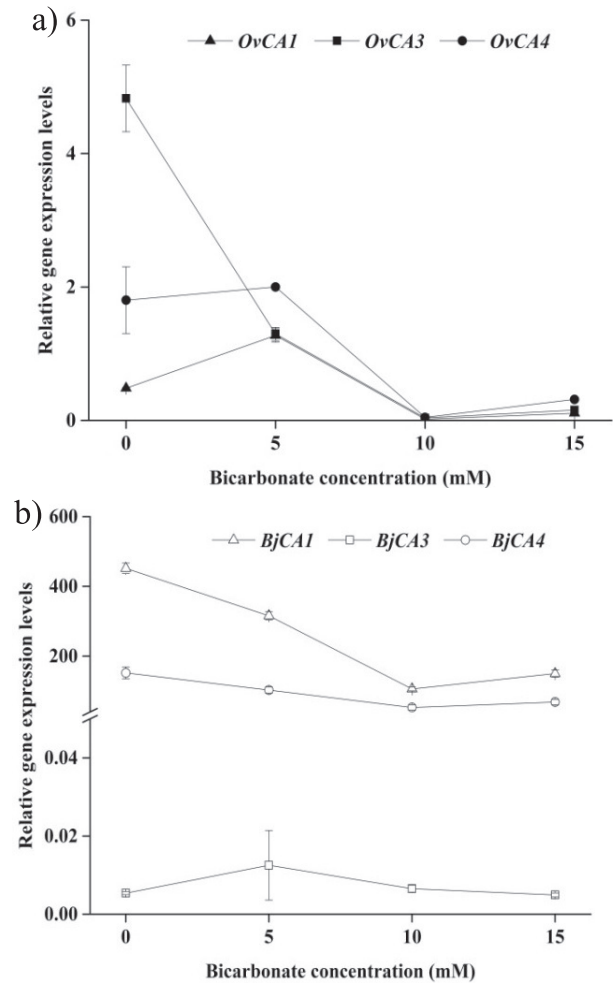 a)
OvCA1 OvCA3 OvCA4
Relative gene expression levels
6
4
2
0
0 5 10 15
Bicarbonate concentration (mM)
b)
BjCA1 BjCA3 BjCA4
Relative gene expression levels
600
400
200
0.04
0.02
0.00
0 5 10 15
Bicarbonate concentration (mM)